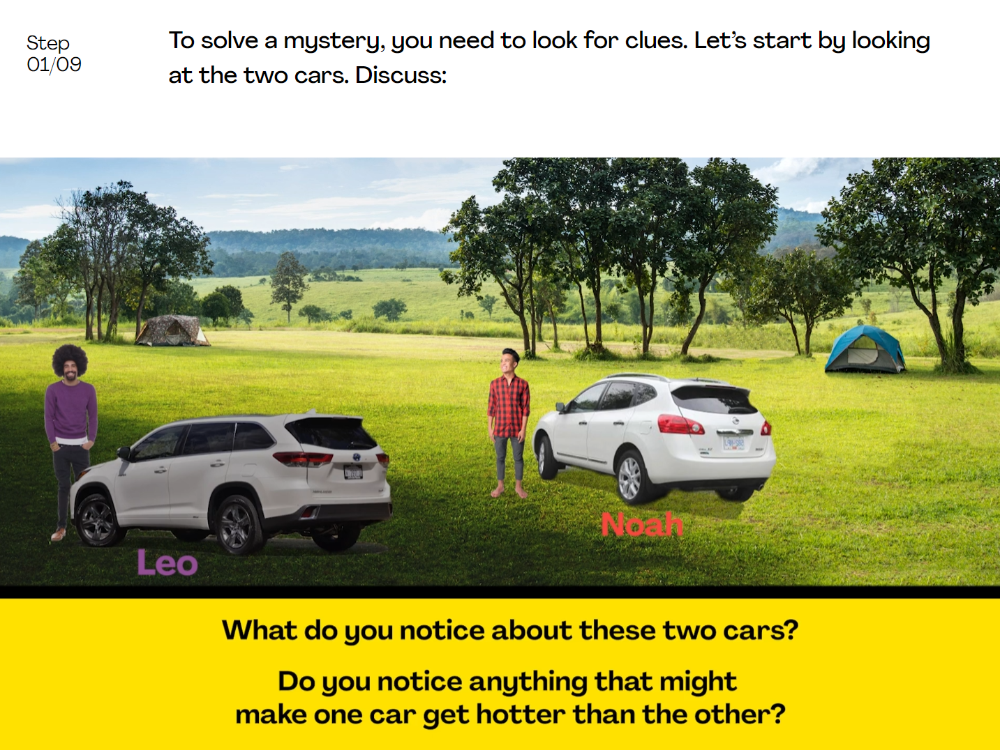 Step
01/09
To solve a mystery, you need to look for clues. Let’s start by looking
at the two cars. Discuss:
Leo
Noah
What do you notice about these two cars?
Do you notice anything that might
make one car get hotter than the other?